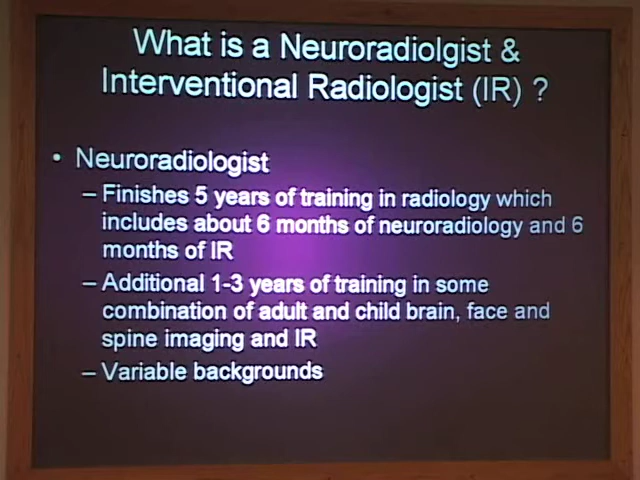 What is a Neuroradiolgist &
Interventional Radiologist (IR) ?
• Neuroradiologist
– Finishes 5 years of training in radiology which
includes about 6 months of neuroradiology and 6
months of IR
– Additional 1-3 years of training in some
combination of adult and child brain, face and
spine imaging and IR
– Variable backgrounds